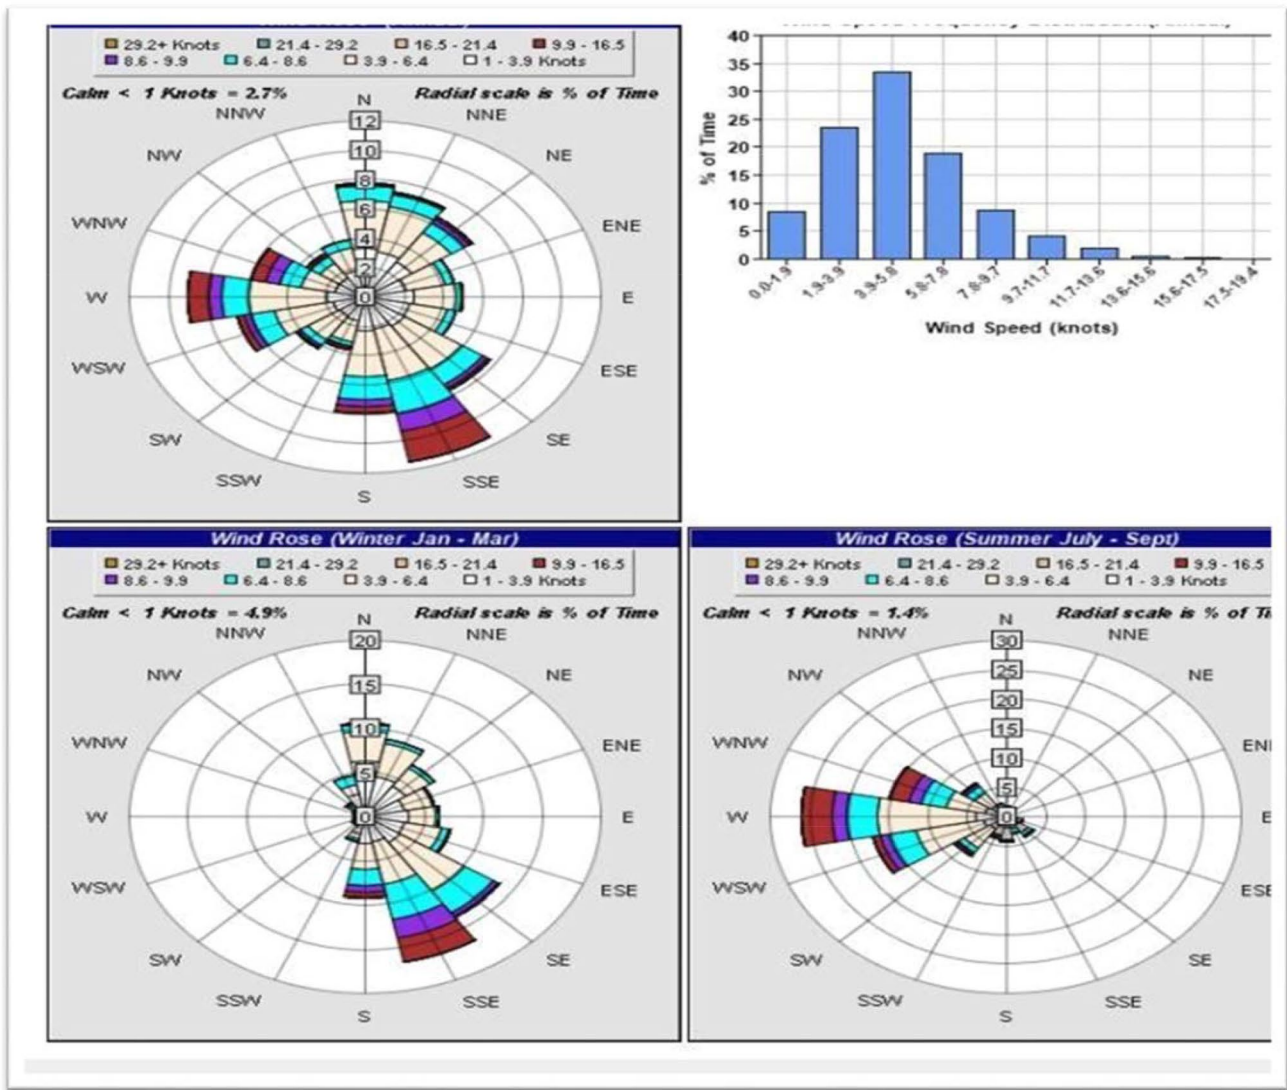 29.2+ Knots 21.4 - 29.2 16.5 - 21.4 9.9 - 16.5
8.6 - 9.9 6.4 - 8.6 3.9 - 6.4 1 - 3.9 Knots
Calm < 1 Knots = 2.7% Radial scale is % of Time
N
NNW NNE
NW NE
WNW ENE
W E
WSW ESE
SW SE
SSW SSE
S
12
10
8
6
4
2
0
40
35
30
25
20
15
10
5
0
% of Time
0.0-1.9 1.9-3.9 3.9-5.8 5.8-7.8 7.8-9.7 9.7-11.7 11.7-13.6 13.6-15.6 15.6-17.5 17.5-19.4
Wind Speed (knots)
Wind Rose (Winter Jan - Mar)
29.2+ Knots 21.4 - 29.2 16.5 - 21.4 9.9 - 16.5
8.6 - 9.9 6.4 - 8.6 3.9 - 6.4 1 - 3.9 Knots
Calm < 1 Knots = 4.9% Radial scale is % of Time
N
NNW NNE
NW NE
WNW ENE
W E
WSW ESE
SW SE
SSW SSE
S
20
15
10
5
0
Wind Rose (Summer July - Sept)
29.2+ Knots 21.4 - 29.2 16.5 - 21.4 9.9 - 16.5
8.6 - 9.9 6.4 - 8.6 3.9 - 6.4 1 - 3.9 Knots
Calm < 1 Knots = 1.4% Radial scale is % of Ti
N
NNW NNE
NW NE
WNW EN
W E
WSW ESE
SW SE
SSW SSE
S
30
25
20
15
10
5
0